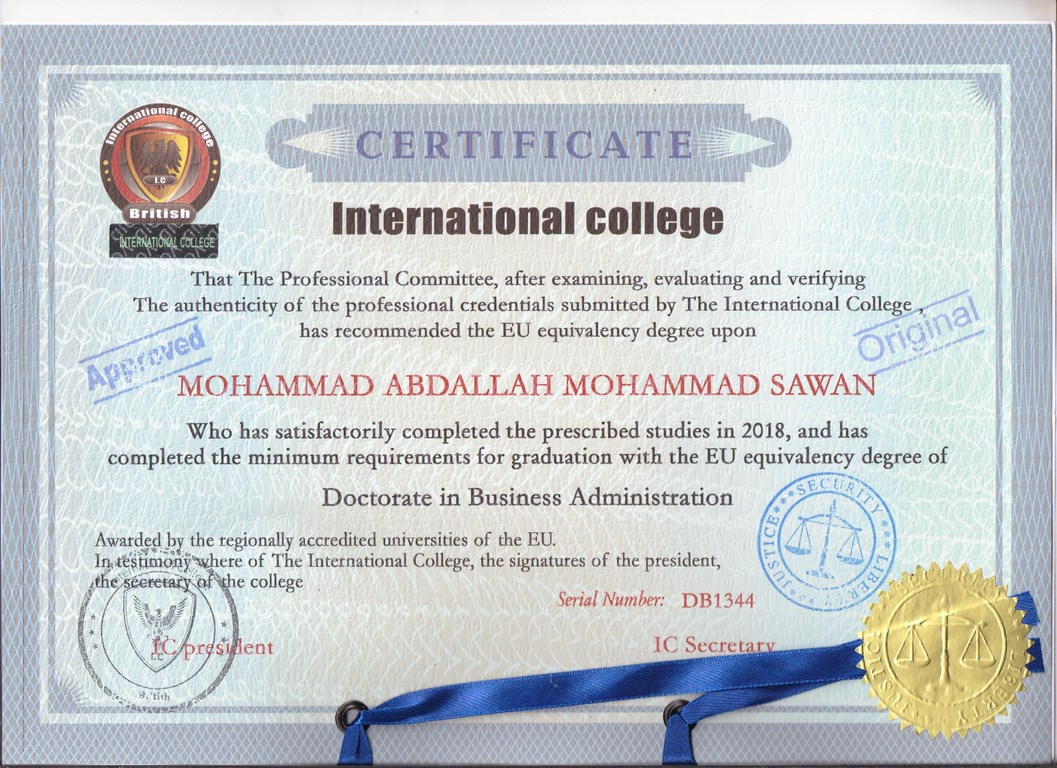 International college
I.C
British
INTERNATIONAL COLLEGE
CERTIFICATE
International college
That The Professional Committee, after examining, evaluating and verifying
The authenticity of the professional credentials submitted by The International College ,
has recommended the EU equivalency degree upon
Approved
Original
MOHAMMAD ABDALLAH MOHAMMAD SAWAN
Who has satisfactorily completed the prescribed studies in 2018, and has
completed the minimum requirements for graduation with the EU equivalency degree of
Doctorate in Business Administration
Awarded by the regionally accredited universities of the EU.
In testimony where of The International College, the signatures of the president,
the secretary of the college
JUSTICE SECURITY LIBERTY
Serial Number: DB1344
IC president
IC Secretary
I.C
JUSTICE SECURITY LIBERTY